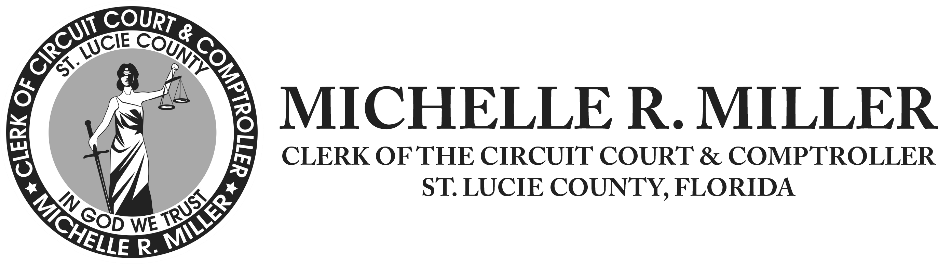 CLERK OF CIRCUIT COURT & COMPTROLLER
ST. LUCIE COUNTY
IN GOD WE TRUST
★ MICHELLE R. MILLER ★
MICHELLE R. MILLER
CLERK OF THE CIRCUIT COURT & COMPTROLLER
ST. LUCIE COUNTY, FLORIDA